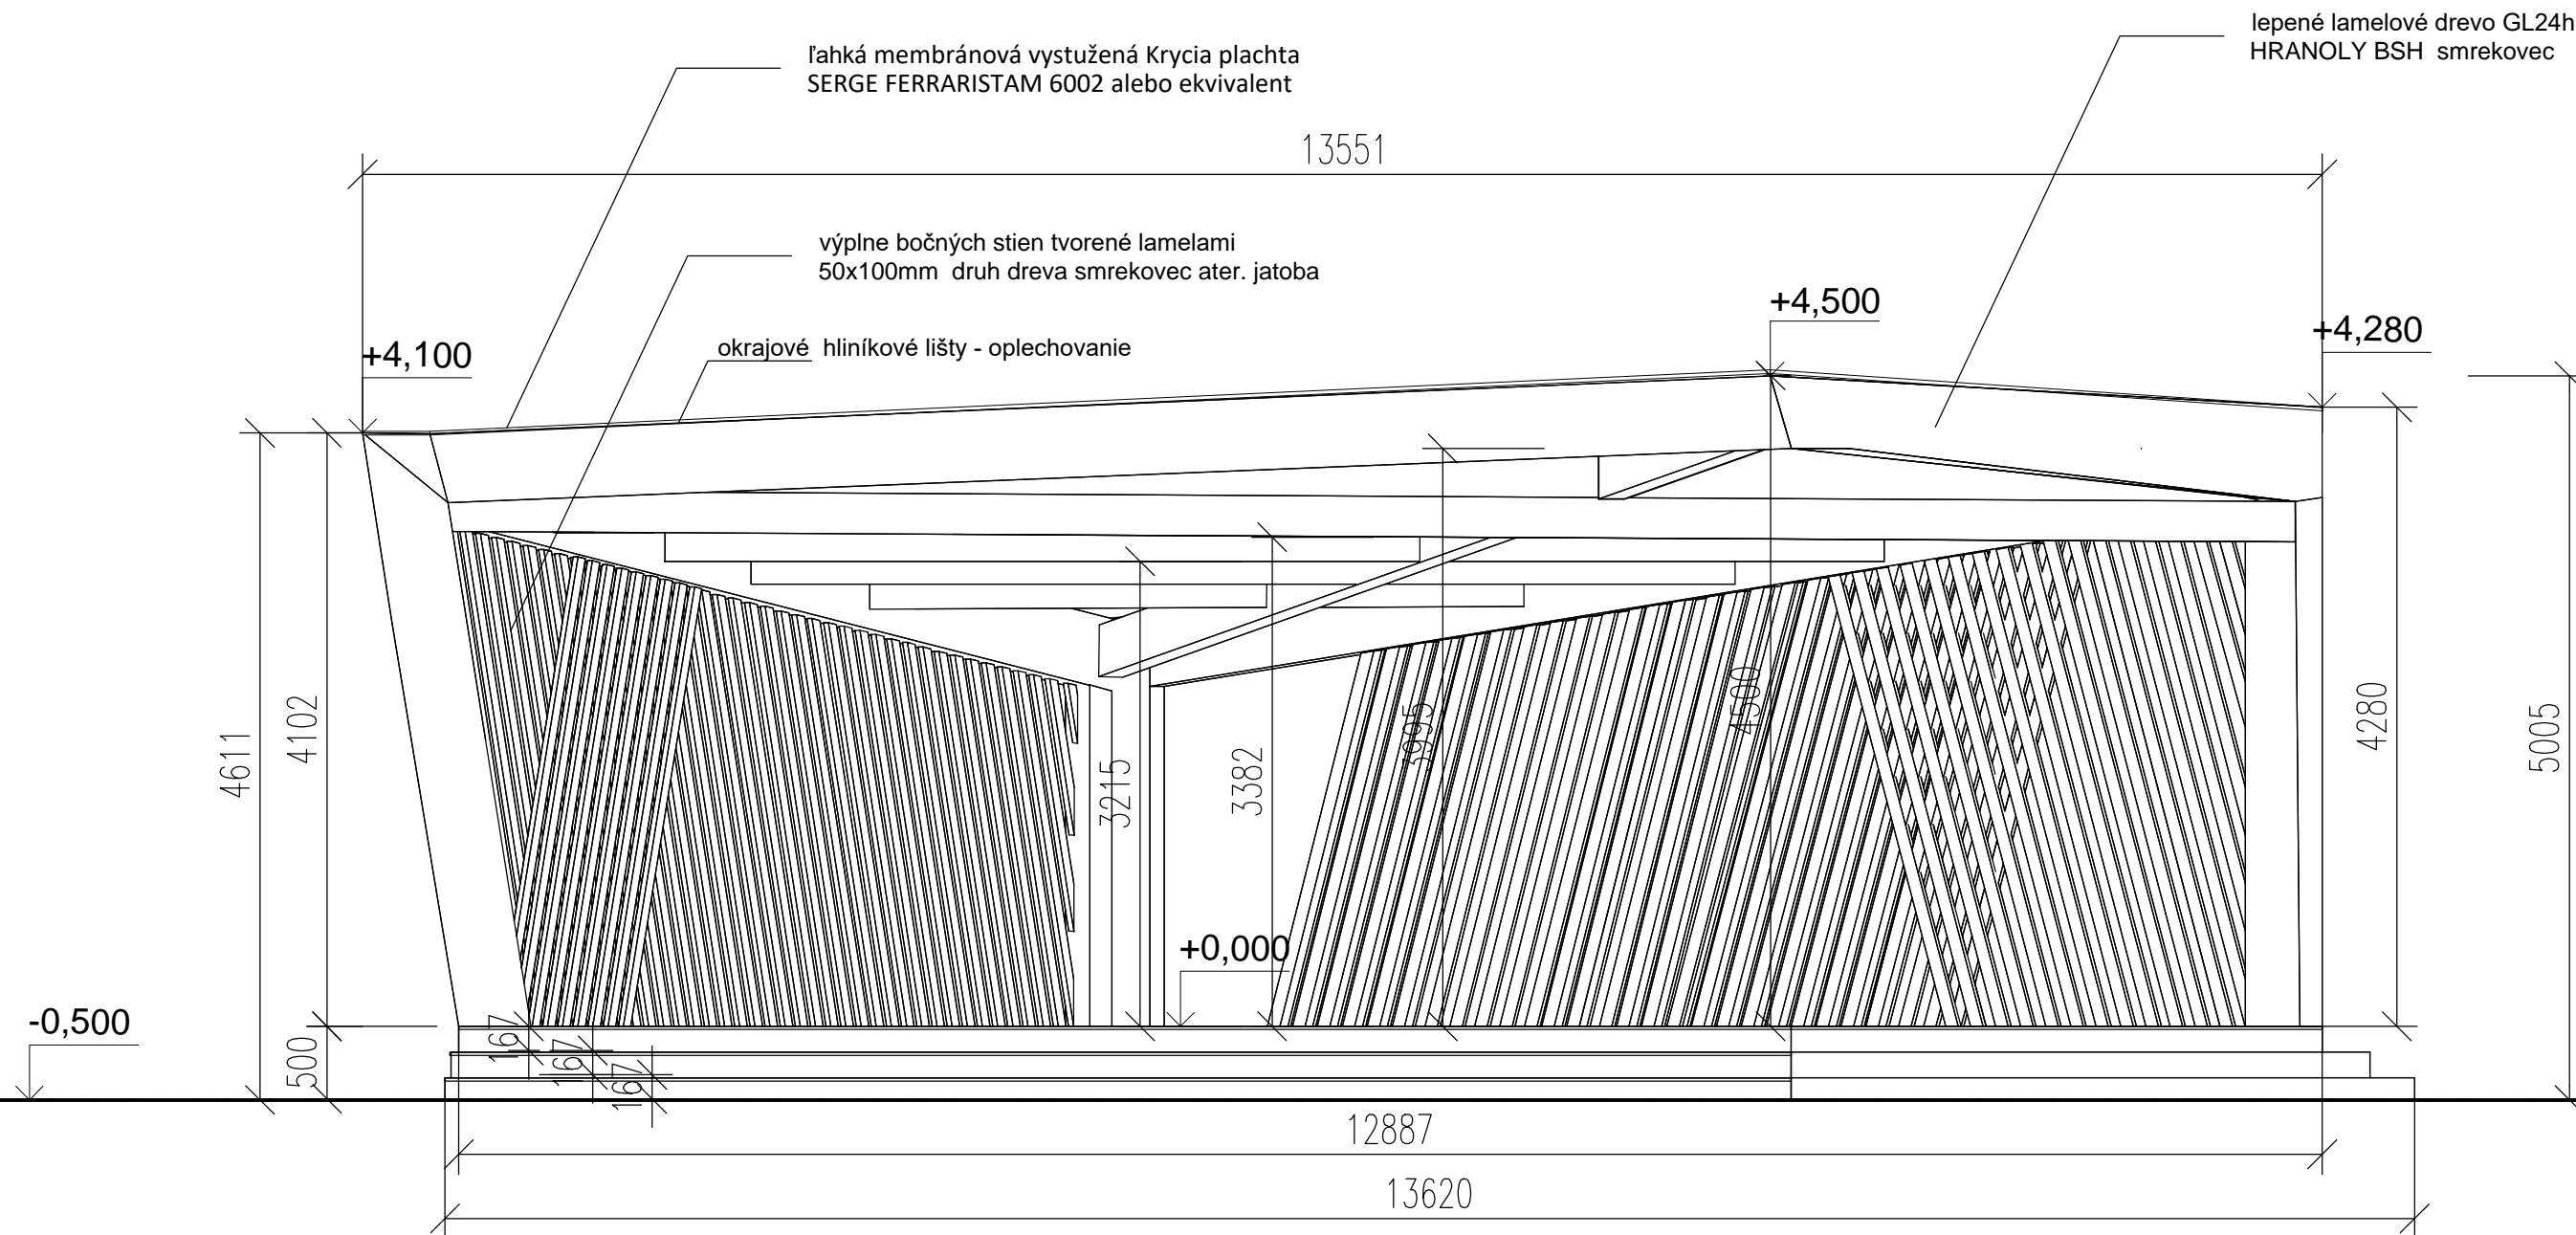 lepené lamelové drevo GL24h
HRANOLY BSH smrekovec
ľahká membránová vystužená Krycia plachta
SERGE FERRARISTAM 6002 alebo ekvivalent
13551
výplne bočných stien tvorené lamelami
50x100mm druh dreva smrekovec ater. jatoba
+4,500
+4,280
+4,100
okrajové hliníkové lišty - oplechovanie
4611
4102
3215
3382
3995
4500
4280
5005
+0,000
-0,500
500
167
167
167
12887
13620